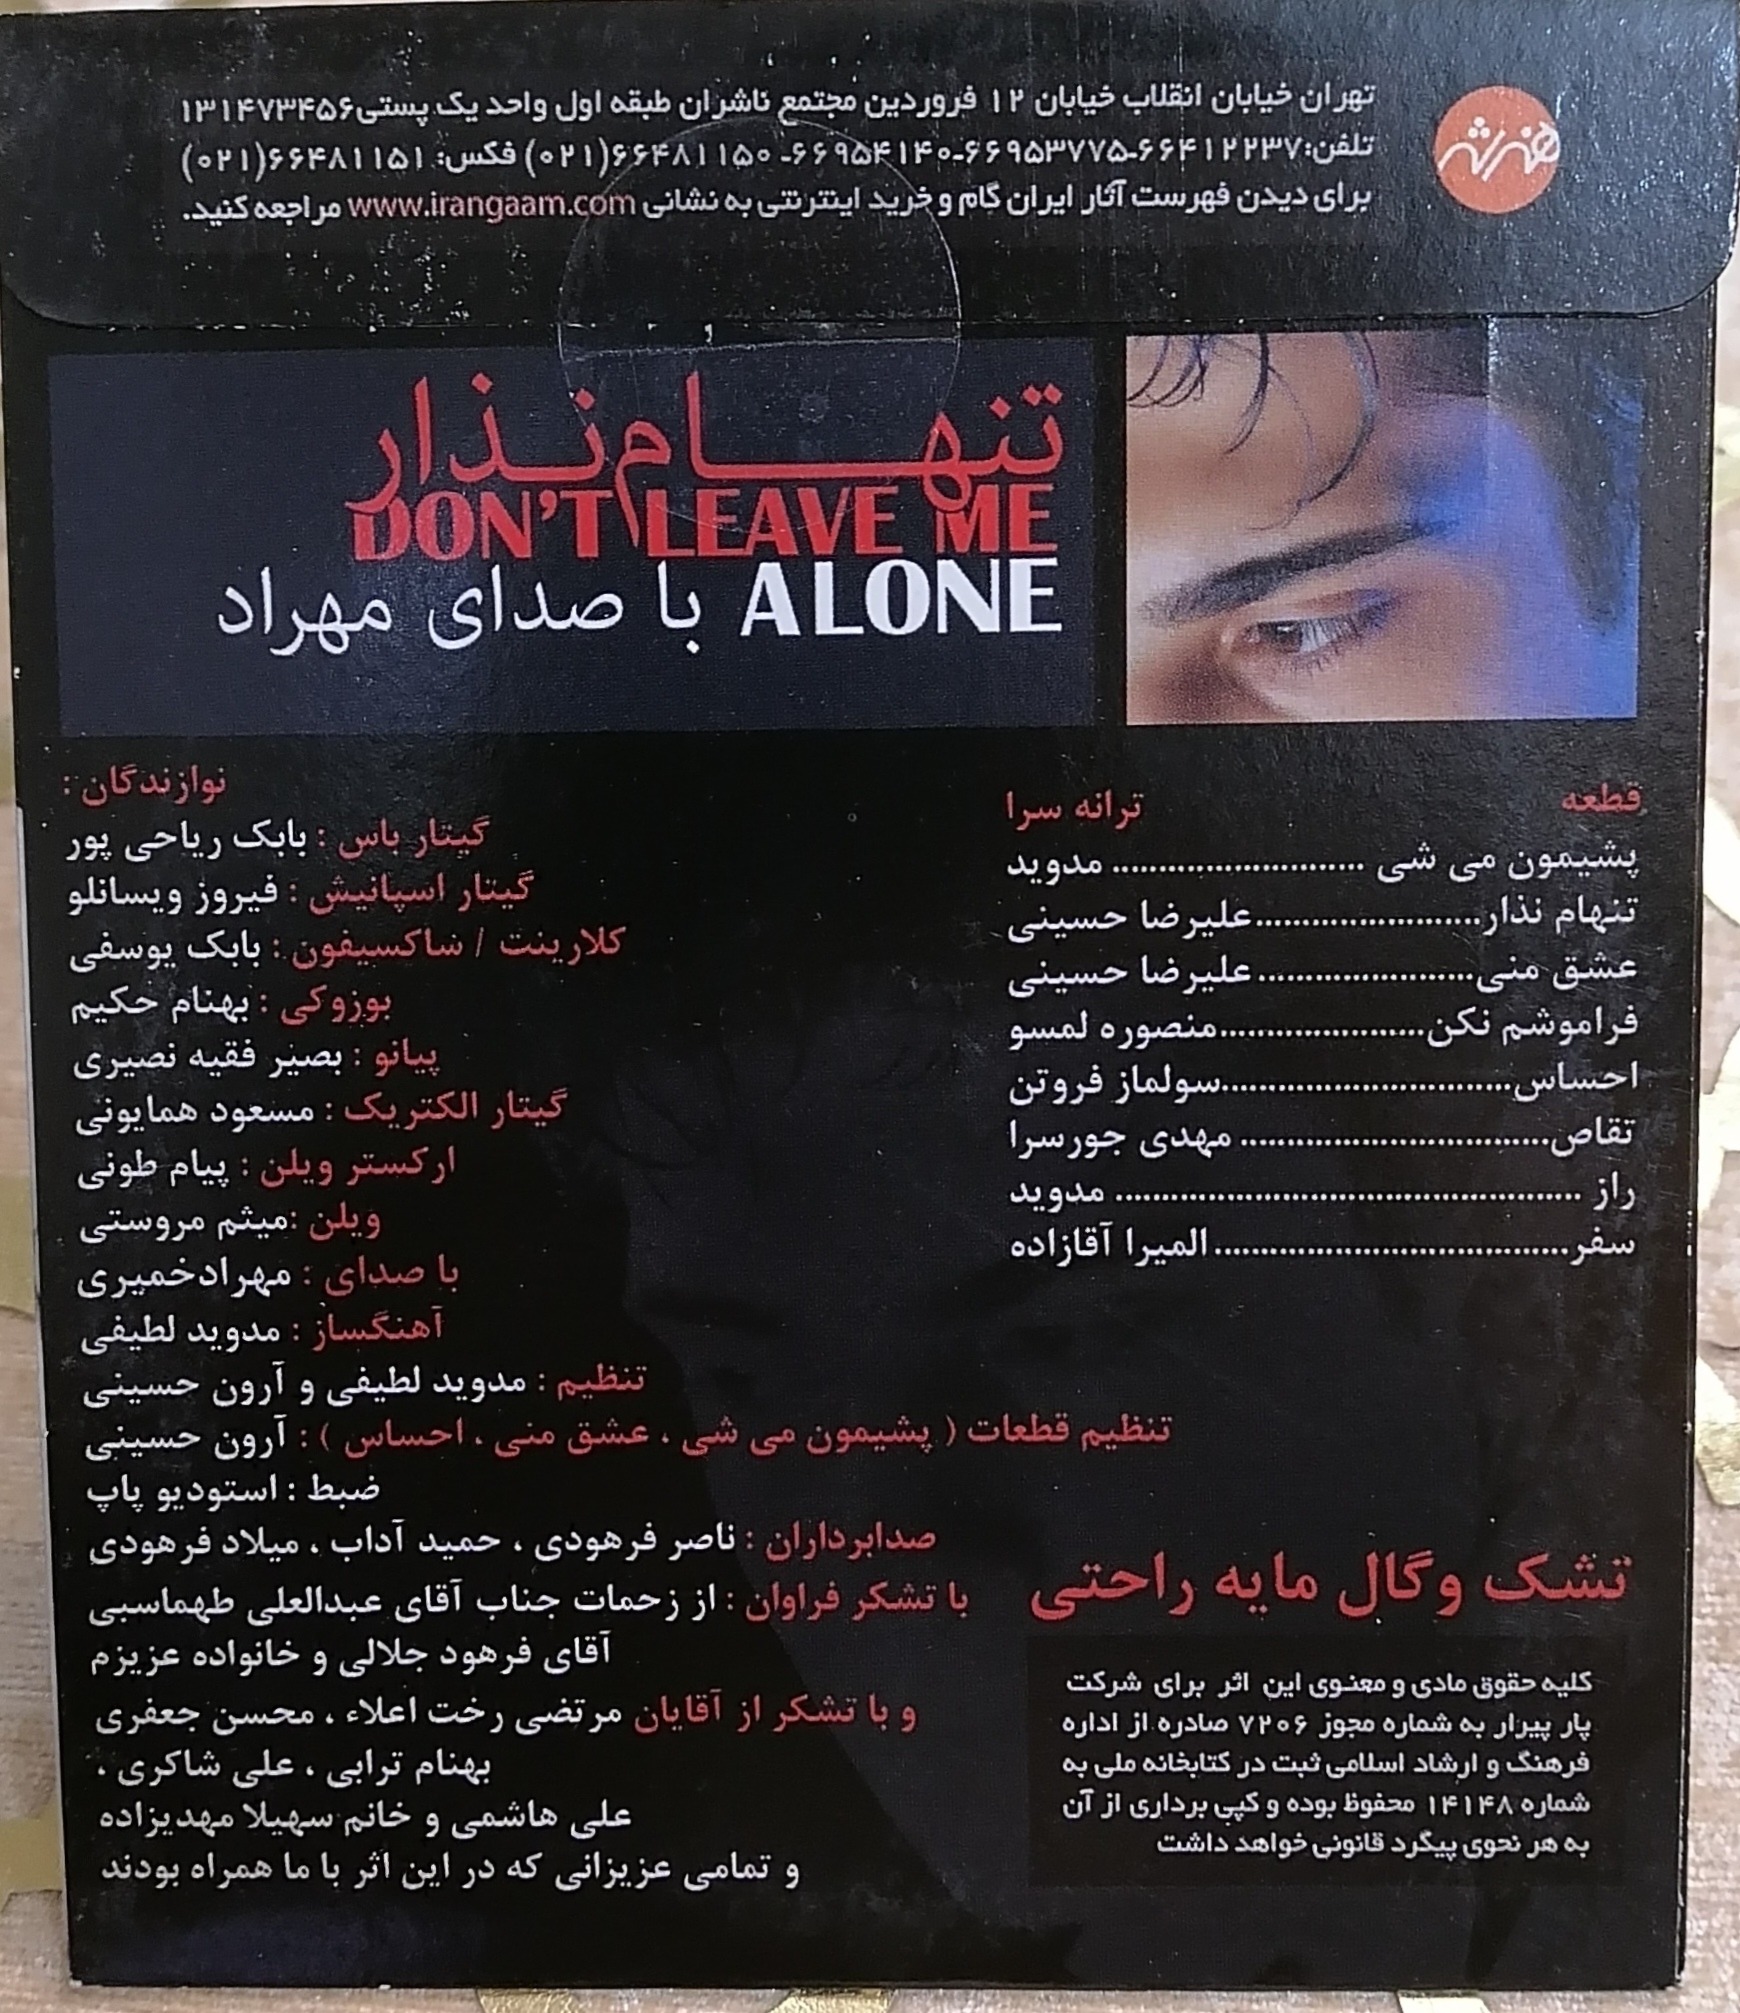 هنر شهر
تهران خیابان انقلاب خیابان ۱۲ فروردین مجتمع ناشران طبقه اول واحد یک پستی۱۳۱۴۷۳۴۵۶
تلفن:۶۶۴۱۲۲۳۷-۶۶۹۵۳۷۷۵-۶۶۹۵۴۱۴۰- ۶۶۴۸۱۱۵۰(۰۲۱) فکس: ۶۶۴۸۱۱۵۱(۰۲۱)
برای دیدن فهرست آثار ایران گام و خرید اینترنتی به نشانی www.irangaam.com مراجعه کنید.
تنهام نذار
DON'T LEAVE ME
ALONE با صدای مهراد
قطعه ترانه سرا
پشیمون می شی ........................... مدوید
تنهام نذار........................علیرضا حسینی
عشق منی.......................علیرضا حسینی
فراموشم نکن......................منصوره لمسو
احساس...............................سولماز فروتن
تقاص................................. مهدی جورسرا
راز ................................................. مدوید
سفر......................................المیرا آقازاده
تشک وگال مایه راحتی
کلیه حقوق مادی و معنوی این اثر برای شرکت
پار پیرار به شماره مجوز ۷۲۰۶ صادره از اداره
فرهنگ و ارشاد اسلامی ثبت در کتابخانه ملی به
شماره ۱۴۱۴۸ محفوظ بوده و کپی برداری از آن
به هر نحوی پیگرد قانونی خواهد داشت
نوازندگان :
گیتار باس : بابک ریاحی پور
گیتار اسپانیش : فیروز ویسانلو
کلارینت / ساکسیفون : بابک یوسفی
بوزوکی : بهنام حکیم
پیانو : بصیر فقیه نصیری
گیتار الکتریک : مسعود همایونی
ارکستر ویلن : پیام طونی
ویلن :میثم مروستی
با صدای : مهرادخمیری
آهنگساز : مدوید لطیفی
تنظیم : مدوید لطیفی و آرون حسینی
تنظیم قطعات ( پشیمون می شی ، عشق منی ، احساس ) : آرون حسینی
ضبط : استودیو پاپ
صدابرداران : ناصر فرهودی ، حمید آداب ، میلاد فرهودی
با تشکر فراوان : از زحمات جناب آقای عبدالعلی طهماسبی
آقای فرهود جلالی و خانواده عزیزم
و با تشکر از آقایان مرتضی رخت اعلاء ، محسن جعفری
بهنام ترابی ، علی شاکری ،
علی هاشمی و خانم سهیلا مهدیزاده
و تمامی عزیزانی که در این اثر با ما همراه بودند